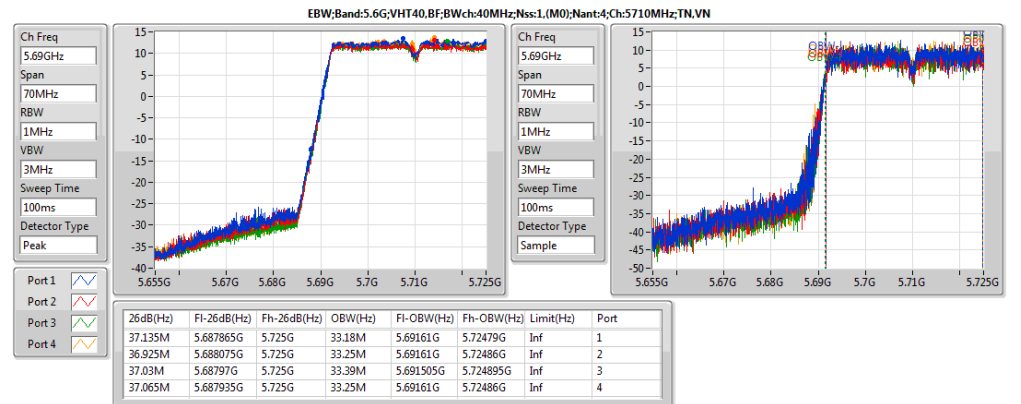 EBW;Band:5.6G;VHT40,BF;BWch:40MHz;Nss:1,(M0);Nant:4;Ch:5710MHz;TN,VN
Ch Freq
5.69GHz
Span
70MHz
RBW
1MHz
VBW
3MHz
Sweep Time
100ms
Detector Type
Peak
15
10
5
0
-5
-10
-15
-20
-25
-30
-35
-40
5.655G 5.67G 5.68G 5.69G 5.7G 5.71G 5.725G
Ch Freq
5.69GHz
Span
70MHz
RBW
1MHz
VBW
3MHz
Sweep Time
100ms
Detector Type
Sample
15
10
5
0
-5
-10
-15
-20
-25
-30
-35
-40
-45
-50
5.655G 5.67G 5.68G 5.69G 5.7G 5.71G 5.725G
Port 1
Port 2
Port 3
Port 4
26dB(Hz) Fl-26dB(Hz) Fh-26dB(Hz) OBW(Hz) Fl-OBW(Hz) Fh-OBW(Hz) Limit(Hz) Port
37.135M 5.687865G 5.725G 33.18M 5.69161G 5.72479G Inf 1
36.925M 5.688075G 5.725G 33.25M 5.69161G 5.72486G Inf 2
37.03M 5.68797G 5.725G 33.39M 5.691505G 5.724895G Inf 3
37.065M 5.687935G 5.725G 33.25M 5.69161G 5.72486G Inf 4